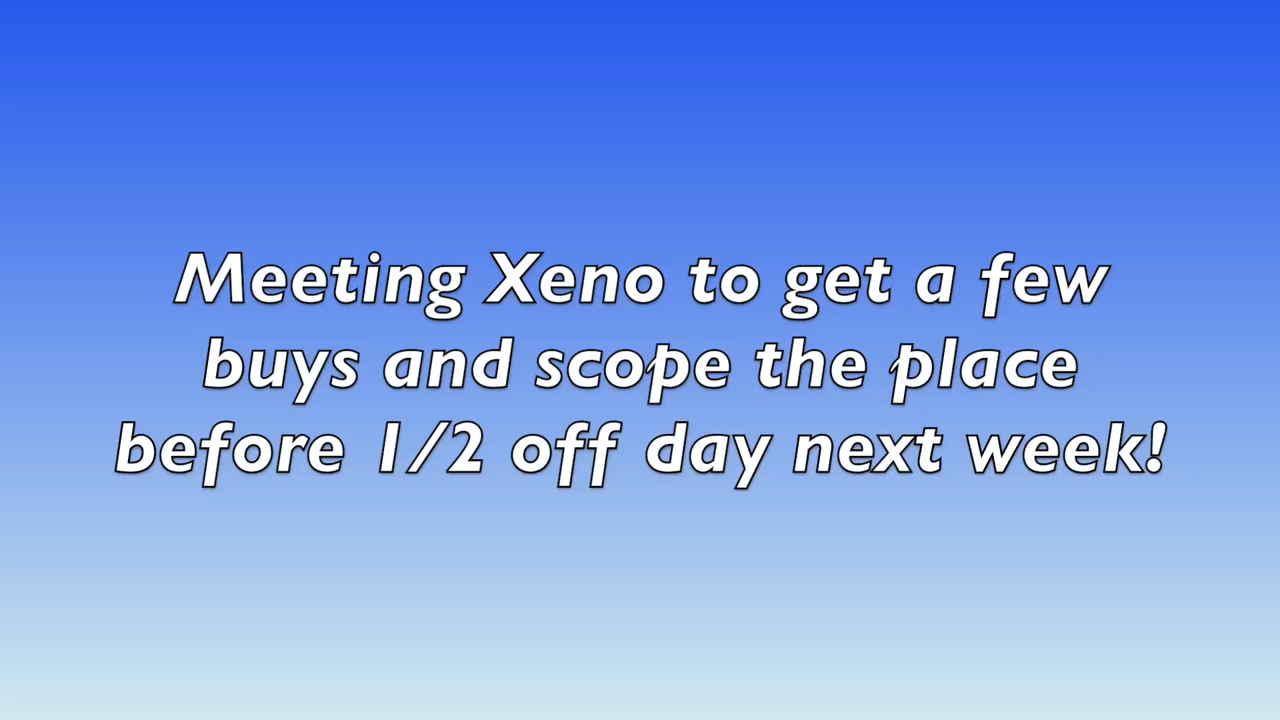 Meeting Xeno to get a few
buys and scope the place
before 1/2 off day next week!